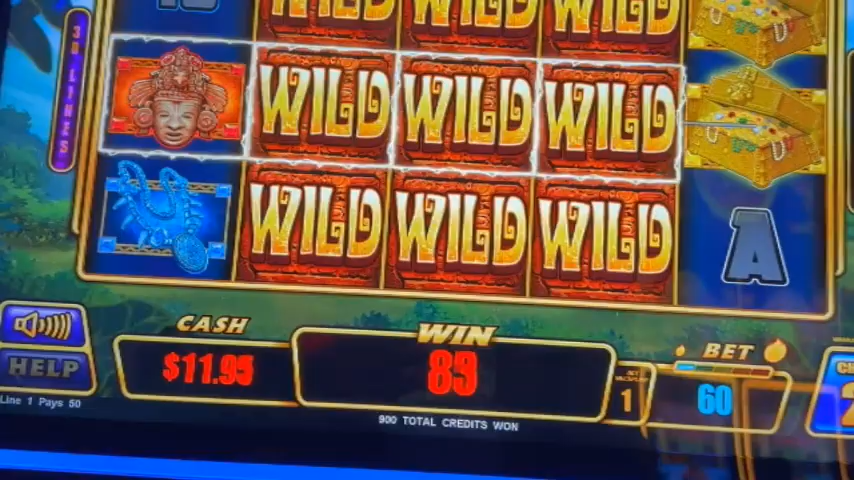 WILD WILD WILD
30 LINES
WILD WILD WILD
WILD WILD WILD
A
CASH
WIN
BET
HELP
$11.95
1
60
Line 1 Pays 50
900 TOTAL CREDITS WON